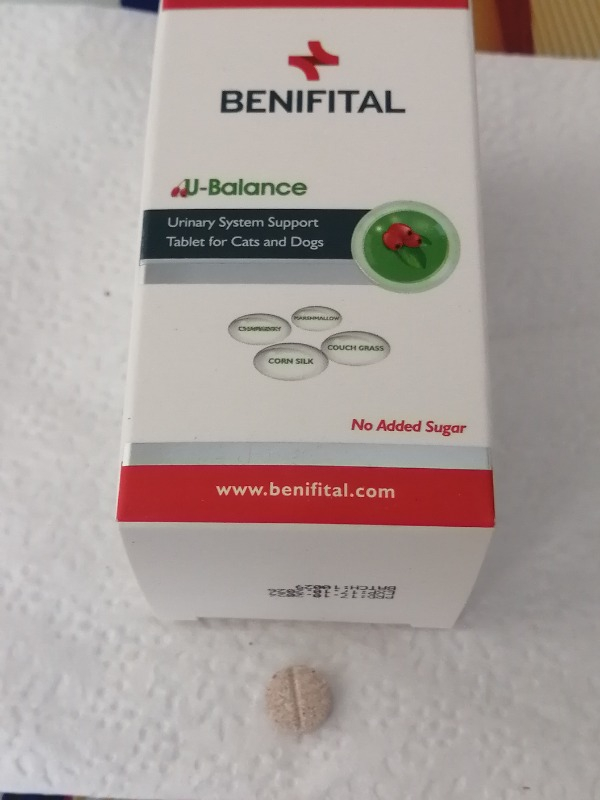 BENIFITAL
U-Balance
Urinary System Support
Tablet for Cats and Dogs
CRANBERRY
MARSHMALLOW
CORN SILK
COUCH GRASS
No Added Sugar
www.benifital.com